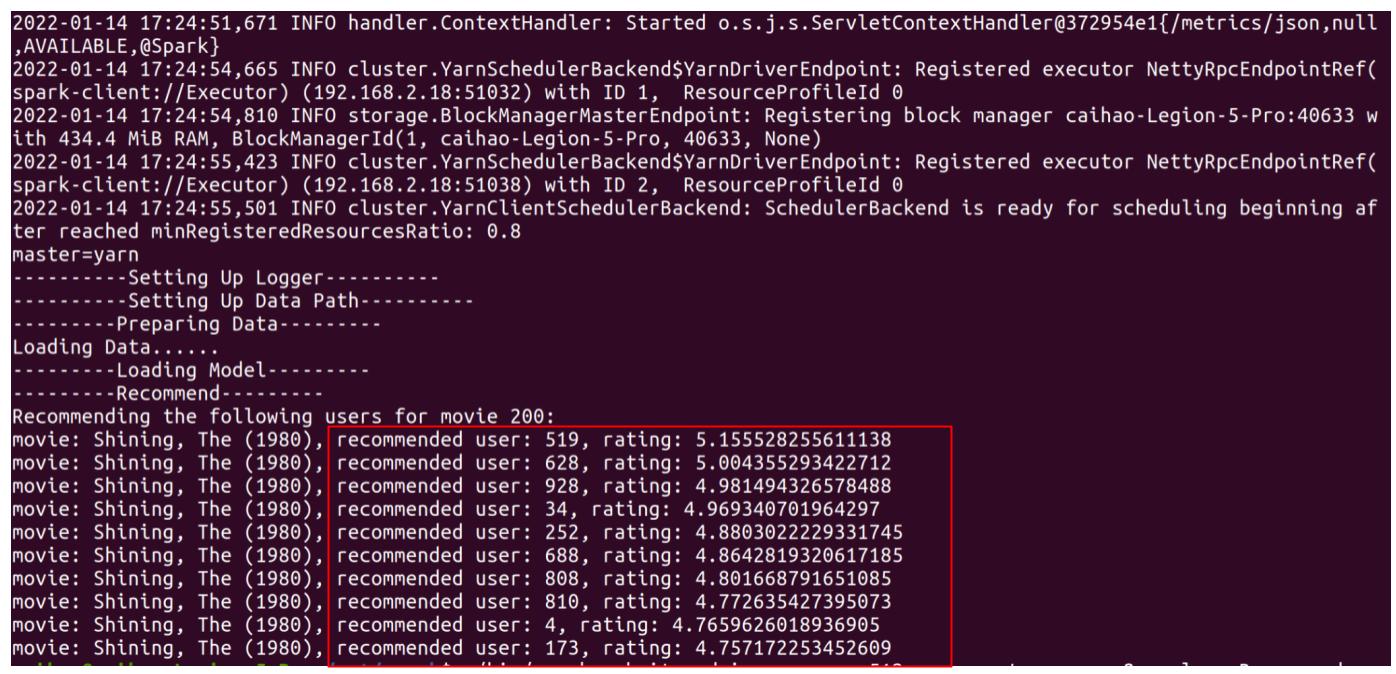 2022-01-14 17:24:51,671 INFO handler.ContextHandler: Started o.s.j.s.ServletContextHandler@372954e1{/metrics/json,null
,AVAILABLE,@Spark}
2022-01-14 17:24:54,665 INFO cluster.YarnSchedulerBackend$YarnDriverEndpoint: Registered executor NettyRpcEndpointRef(
spark-client://Executor) (192.168.2.18:51032) with ID 1,  ResourceProfileId 0
2022-01-14 17:24:54,810 INFO storage.BlockManagerMasterEndpoint: Registering block manager caihao-Legion-5-Pro:40633 w
ith 434.4 MiB RAM, BlockManagerId(1, caihao-Legion-5-Pro, 40633, None)
2022-01-14 17:24:55,423 INFO cluster.YarnSchedulerBackend$YarnDriverEndpoint: Registered executor NettyRpcEndpointRef(
spark-client://Executor) (192.168.2.18:51038) with ID 2,  ResourceProfileId 0
2022-01-14 17:24:55,501 INFO cluster.YarnClientSchedulerBackend: SchedulerBackend is ready for scheduling beginning af
ter reached minRegisteredResourcesRatio: 0.8
master=yarn
----------Setting Up Logger----------
----------Setting Up Data Path----------
---------Preparing Data---------
Loading Data......
---------Loading Model---------
---------Recommend---------
Recommending the following users for movie 200:
movie: Shining, The (1980), recommended user: 519, rating: 5.155528255611138
movie: Shining, The (1980), recommended user: 628, rating: 5.004355293422712
movie: Shining, The (1980), recommended user: 928, rating: 4.981494326578488
movie: Shining, The (1980), recommended user: 34, rating: 4.969340701964297
movie: Shining, The (1980), recommended user: 252, rating: 4.8803022229331745
movie: Shining, The (1980), recommended user: 688, rating: 4.8642819320617185
movie: Shining, The (1980), recommended user: 808, rating: 4.801668791651085
movie: Shining, The (1980), recommended user: 810, rating: 4.772635427395073
movie: Shining, The (1980), recommended user: 4, rating: 4.7659626018936905
movie: Shining, The (1980), recommended user: 173, rating: 4.757172253452609